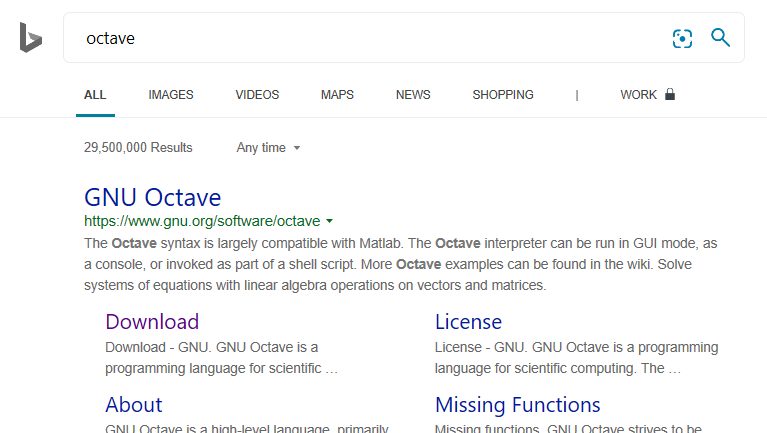 octave
ALL IMAGES VIDEOS MAPS NEWS SHOPPING | WORK
29,500,000 Results Any time
GNU Octave
https://www.gnu.org/software/octave
The Octave syntax is largely compatible with Matlab. The Octave interpreter can be run in GUI mode, as
a console, or invoked as part of a shell script. More Octave examples can be found in the wiki. Solve
systems of equations with linear algebra operations on vectors and matrices.
Download
Download - GNU. GNU Octave is a
programming language for scientific …
License
License - GNU. GNU Octave is a programming
language for scientific computing. The …
About
GNU Octave is a high-level language, primarily
Missing Functions
Missing functions. GNU Octave strives to be